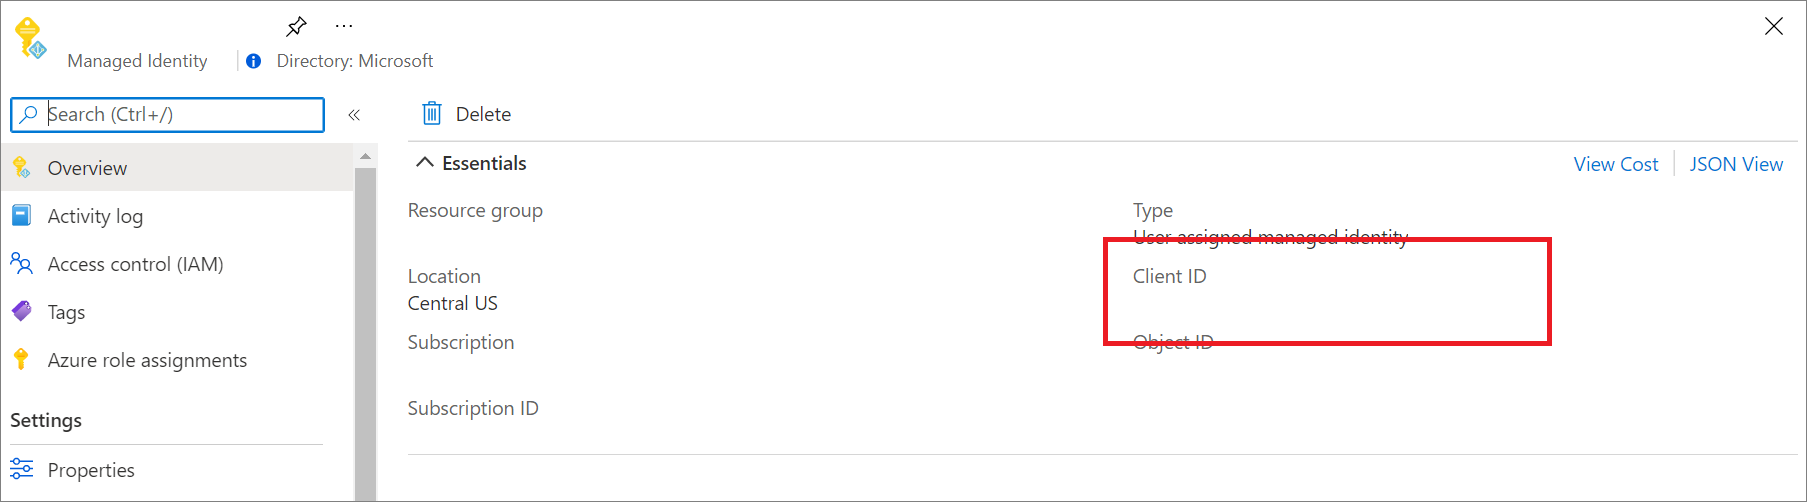 Managed Identity
Directory: Microsoft
Search (Ctrl+/)
Overview
Activity log
Access control (IAM)
Tags
Azure role assignments
Settings
Properties
Delete
Essentials
View Cost
JSON View
Resource group
Type
User assigned managed identity
Location
Central US
Client ID
Subscription
Object ID
Subscription ID